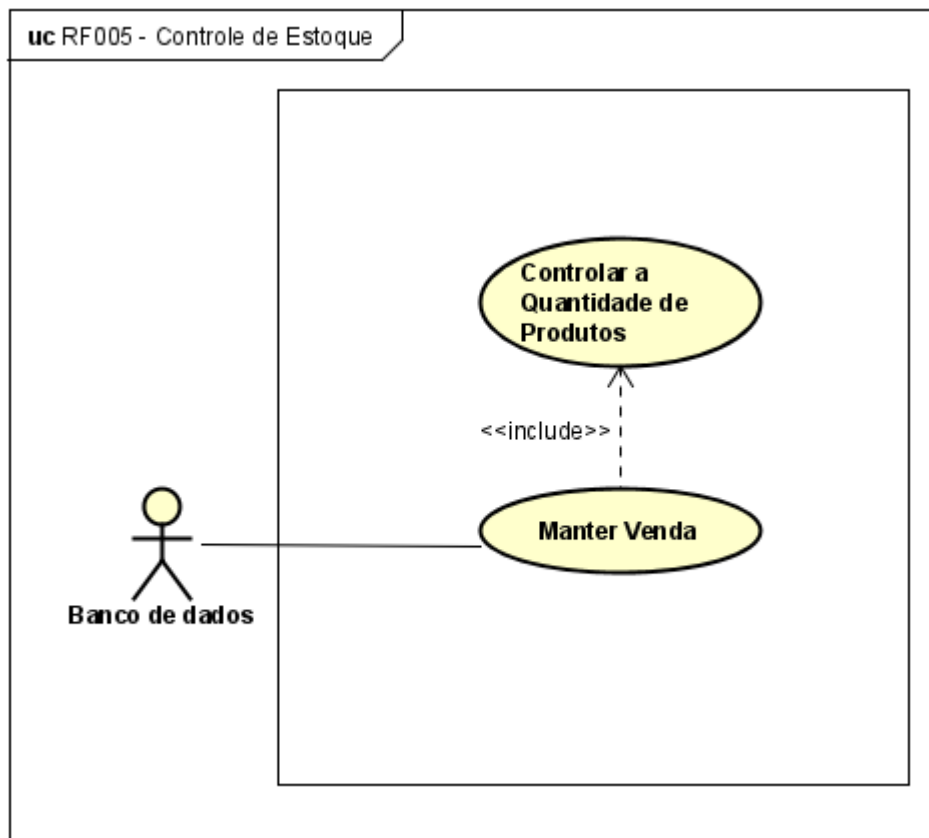 uc RF005 - Controle de Estoque
Controlar a
Quantidade de
Produtos
<<include>>
Manter Venda
Banco de dados